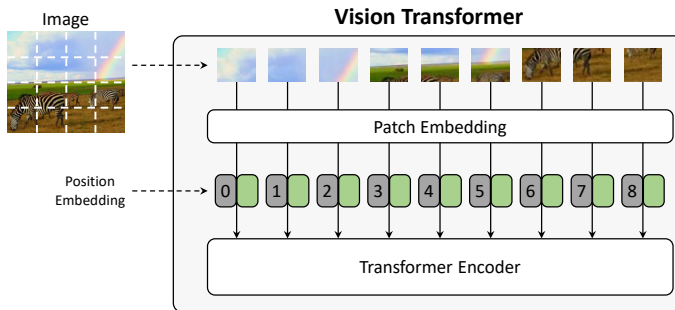 Image
Vision Transformer
Patch Embedding
Position
Embedding
0 1 2 3 4 5 6 7 8
Transformer Encoder